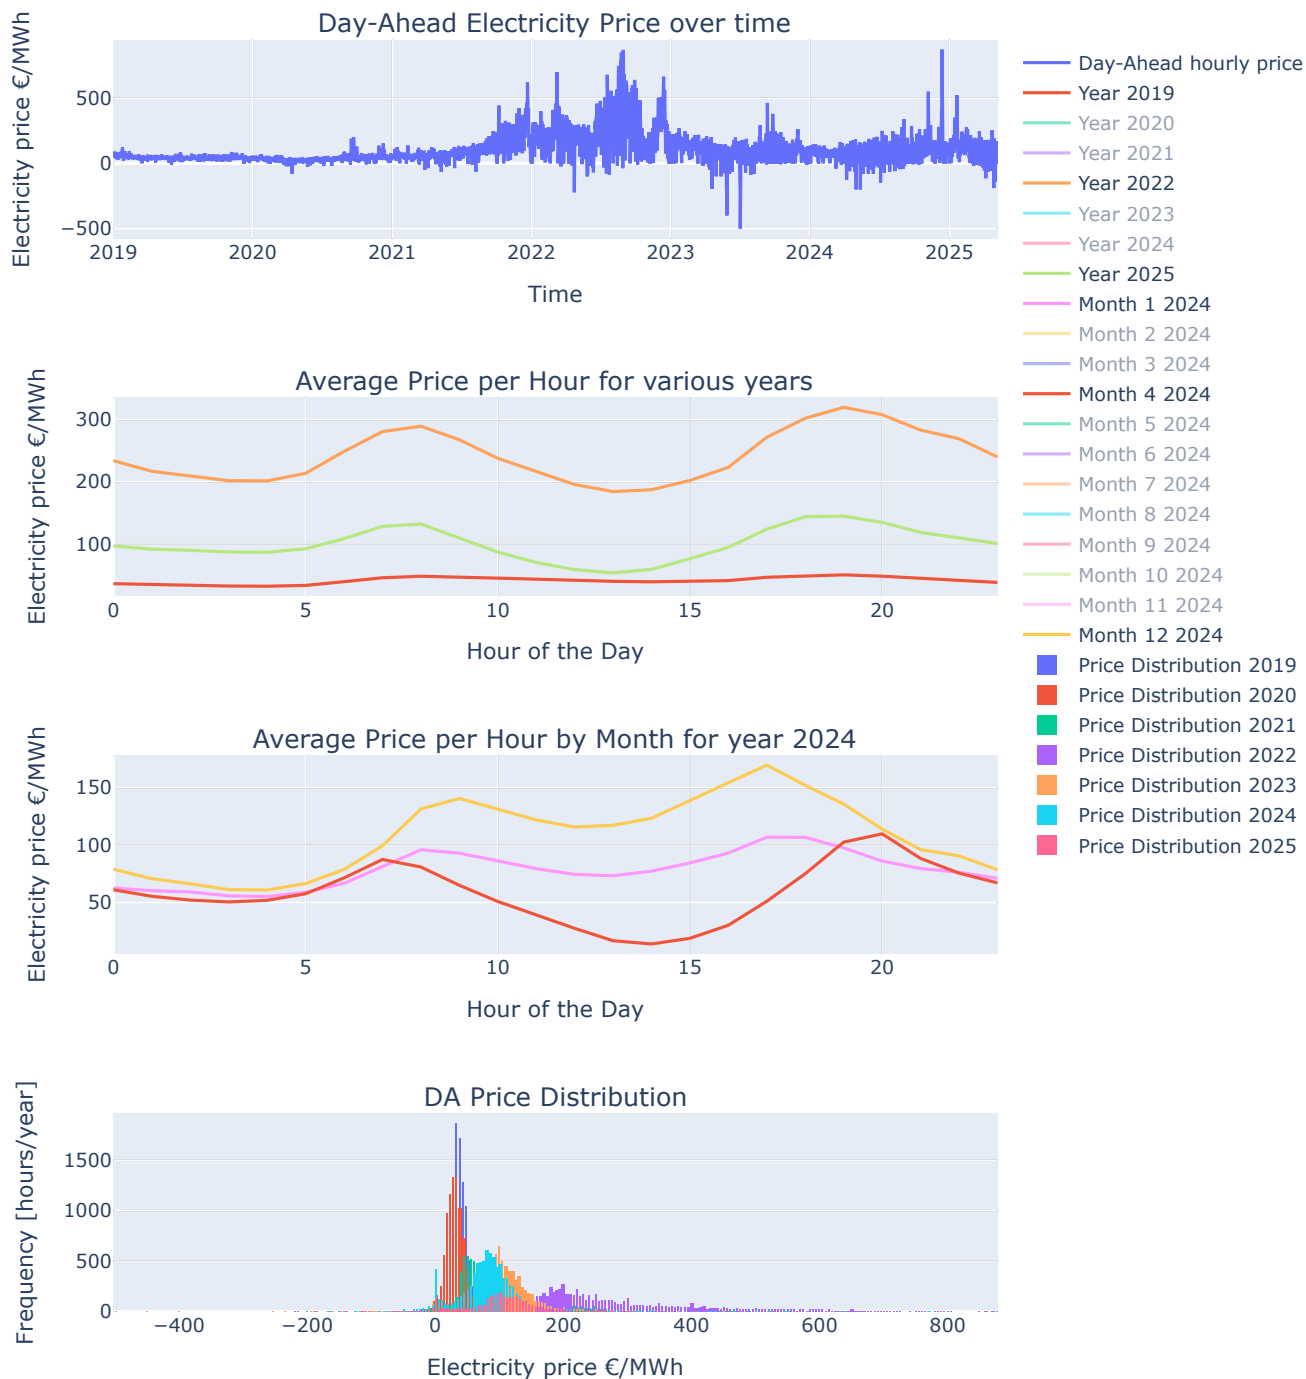 Day-Ahead Electricity Price over time
Electricity price €/MWh
500
0
−500
2019 2020 2021 2022 2023 2024 2025
Time
Average Price per Hour for various years
Electricity price €/MWh
300
200
100
0 5 10 15 20
Hour of the Day
Average Price per Hour by Month for year 2024
Electricity price €/MWh
150
100
50
0 5 10 15 20
Hour of the Day
DA Price Distribution
Frequency [hours/year]
1500
1000
500
0
−400 −200 0 200 400 600 800
Electricity price €/MWh
Day-Ahead hourly price
Year 2019
Year 2020
Year 2021
Year 2022
Year 2023
Year 2024
Year 2025
Month 1 2024
Month 2 2024
Month 3 2024
Month 4 2024
Month 5 2024
Month 6 2024
Month 7 2024
Month 8 2024
Month 9 2024
Month 10 2024
Month 11 2024
Month 12 2024
Price Distribution 2019
Price Distribution 2020
Price Distribution 2021
Price Distribution 2022
Price Distribution 2023
Price Distribution 2024
Price Distribution 2025